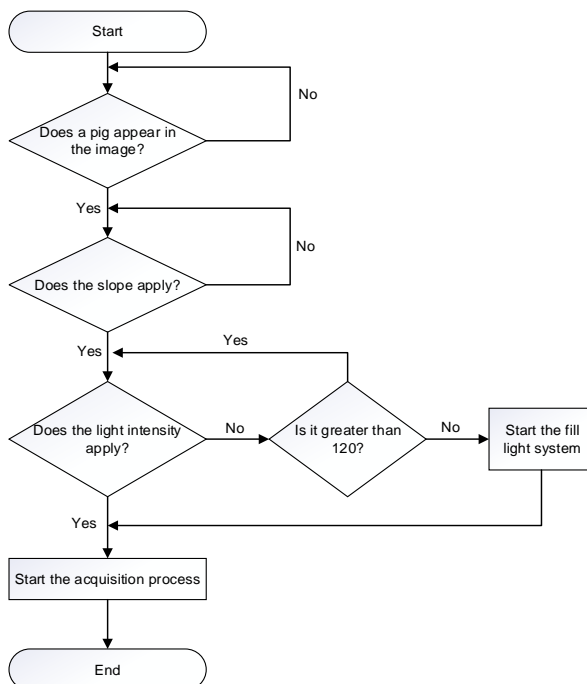 Start
No
Does a pig appear in
the image?
Yes
No
Does the slope apply?
Yes
Yes
Does the light intensity
apply?
No
Is it greater than
120?
No
Start the fill
light system
Yes
Start the acquisition process
End